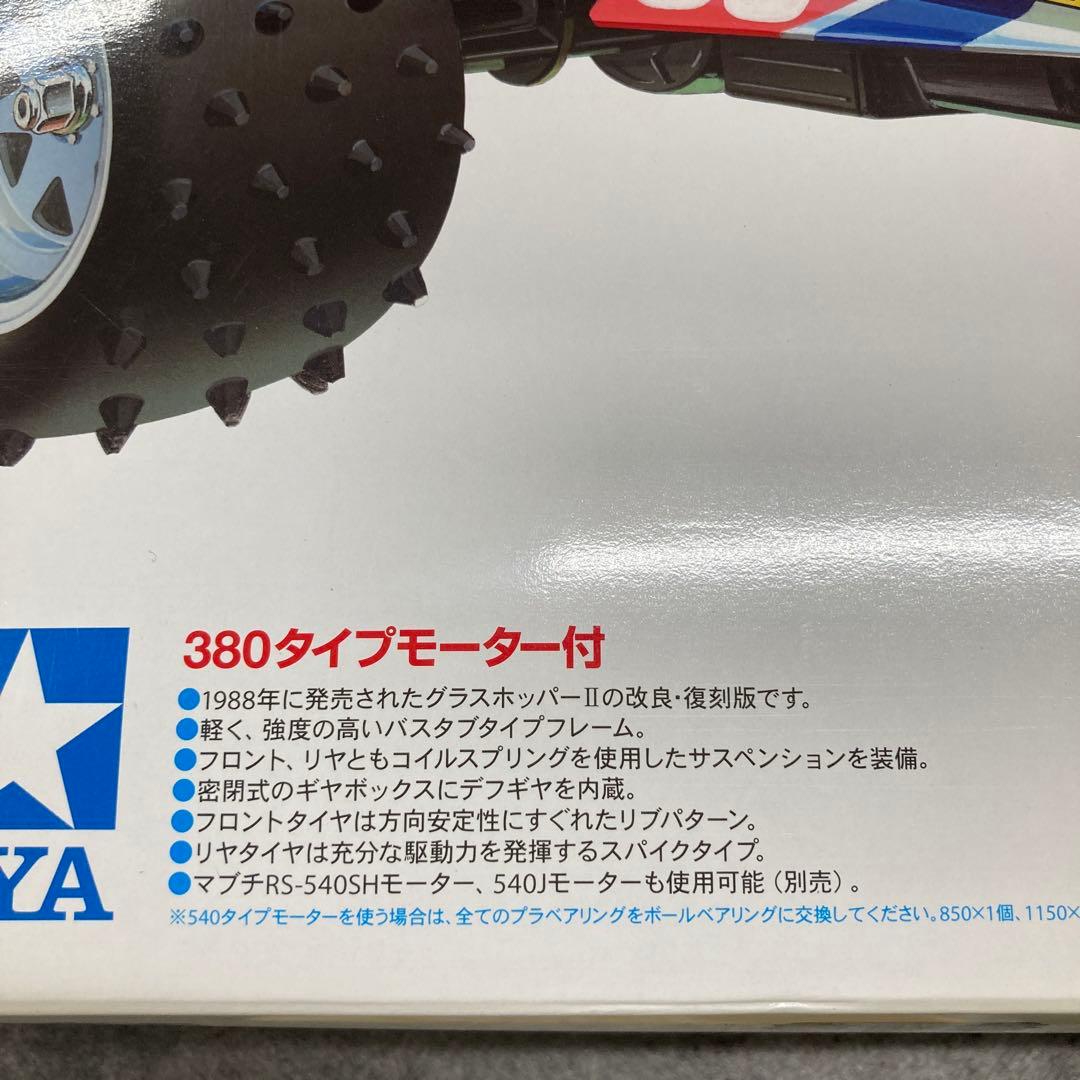 380タイプモーター付
●1988年に発売されたグラスホッパーⅡの改良・復刻版です。
●軽く、強度の高いバスタブタイプフレーム。
●フロント、リヤともコイルスプリングを使用したサスペンションを装備。
●密閉式のギヤボックスにデフギヤを内蔵。
●フロントタイヤは方向安定性にすぐれたリブパターン。
●リヤタイヤは充分な駆動力を発揮するスパイクタイプ。
●マブチRS-540SHモーター、540Jモーターも使用可能（別売）。
※540タイプモーターを使う場合は、全てのプラベアリングをボールベアリングに交換してください。850×1個、1150×
YA